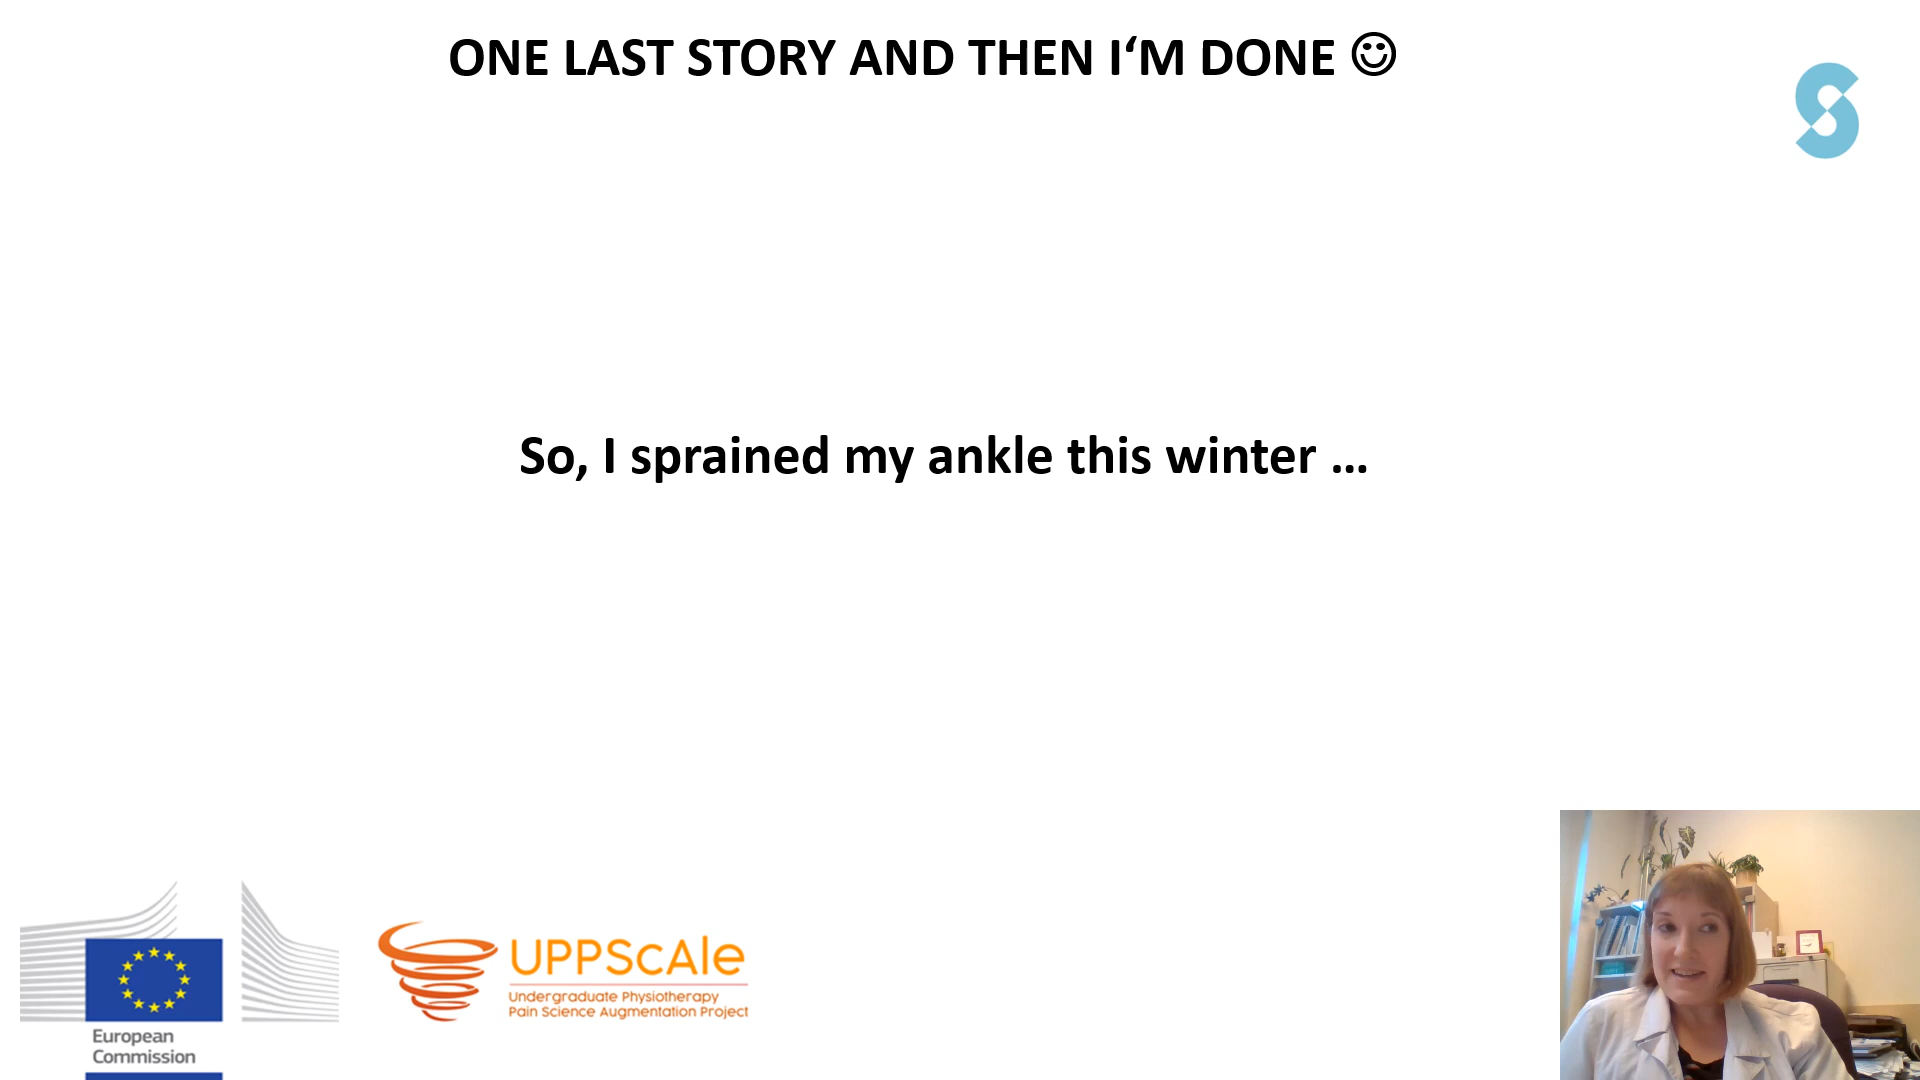 ONE LAST STORY AND THEN I‘M DONE ☺
So, I sprained my ankle this winter ...
European
Commission
UPPScAle
Undergraduate Physiotherapy
Pain Science Augmentation Project